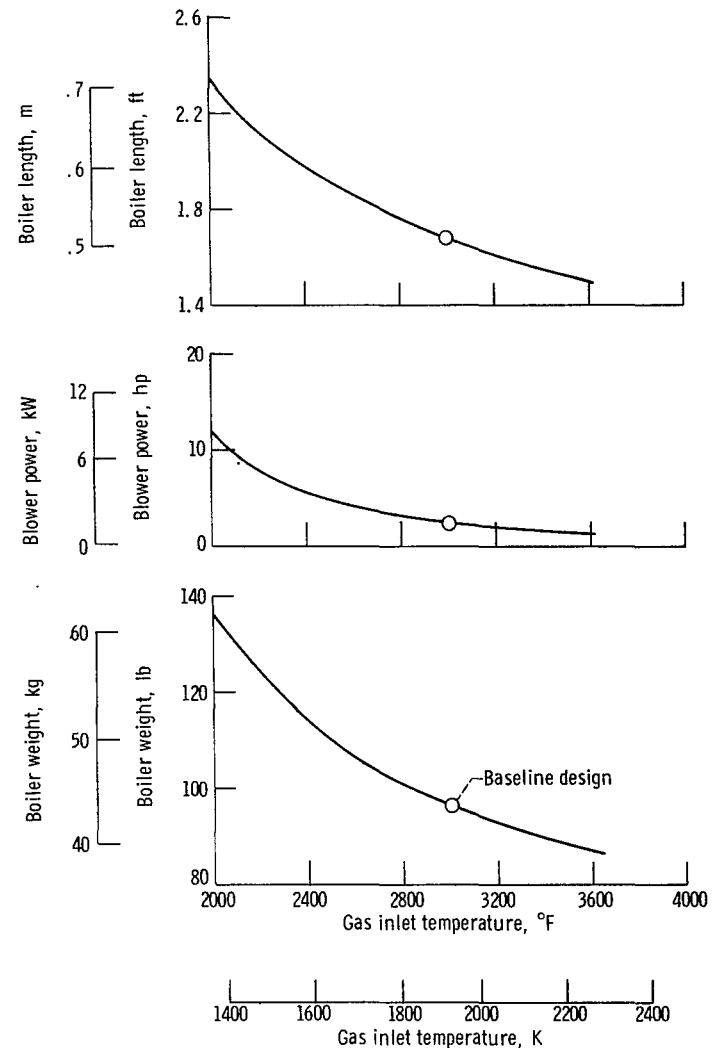 2.6
2.2
1.8
1.4
.7
.6
.5
Boiler length, m
Boiler length, ft
20
10
0
12
6
0
Blower power, kW
Blower power, hp
140
120
100
80
60
50
40
Boiler weight, kg
Boiler weight, lb
Baseline design
2000 2400 2800 3200 3600 4000
Gas inlet temperature, °F
1400 1600 1800 2000 2200 2400
Gas inlet temperature, K